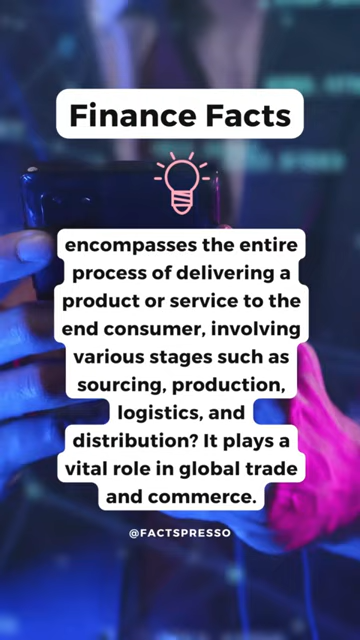 Finance Facts
encompasses the entire
process of delivering a
product or service to the
end consumer, involving
various stages such as
sourcing, production,
logistics, and
distribution? It plays a
vital role in global trade
and commerce.
@FACTSPRESSO